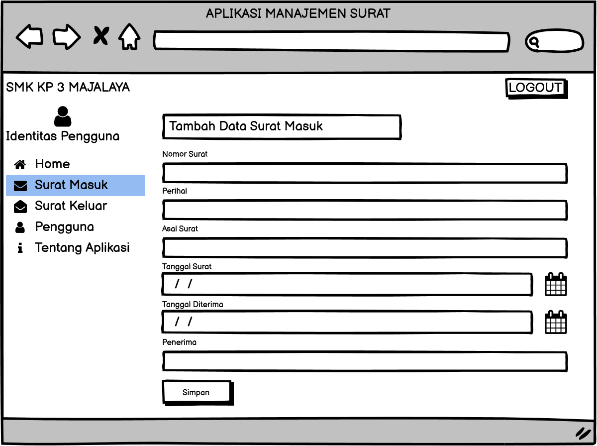 APLIKASI MANAJEMEN SURAT
SMK KP 3 MAJALAYA
LOGOUT
Identitas Pengguna
Home
Surat Masuk
Surat Keluar
Pengguna
Tentang Aplikasi
Tambah Data Surat Masuk
Nomor Surat
Perihal
Asal Surat
Tanggal Surat
/ /
Tanggal Diterima
/ /
Penerima
Simpan